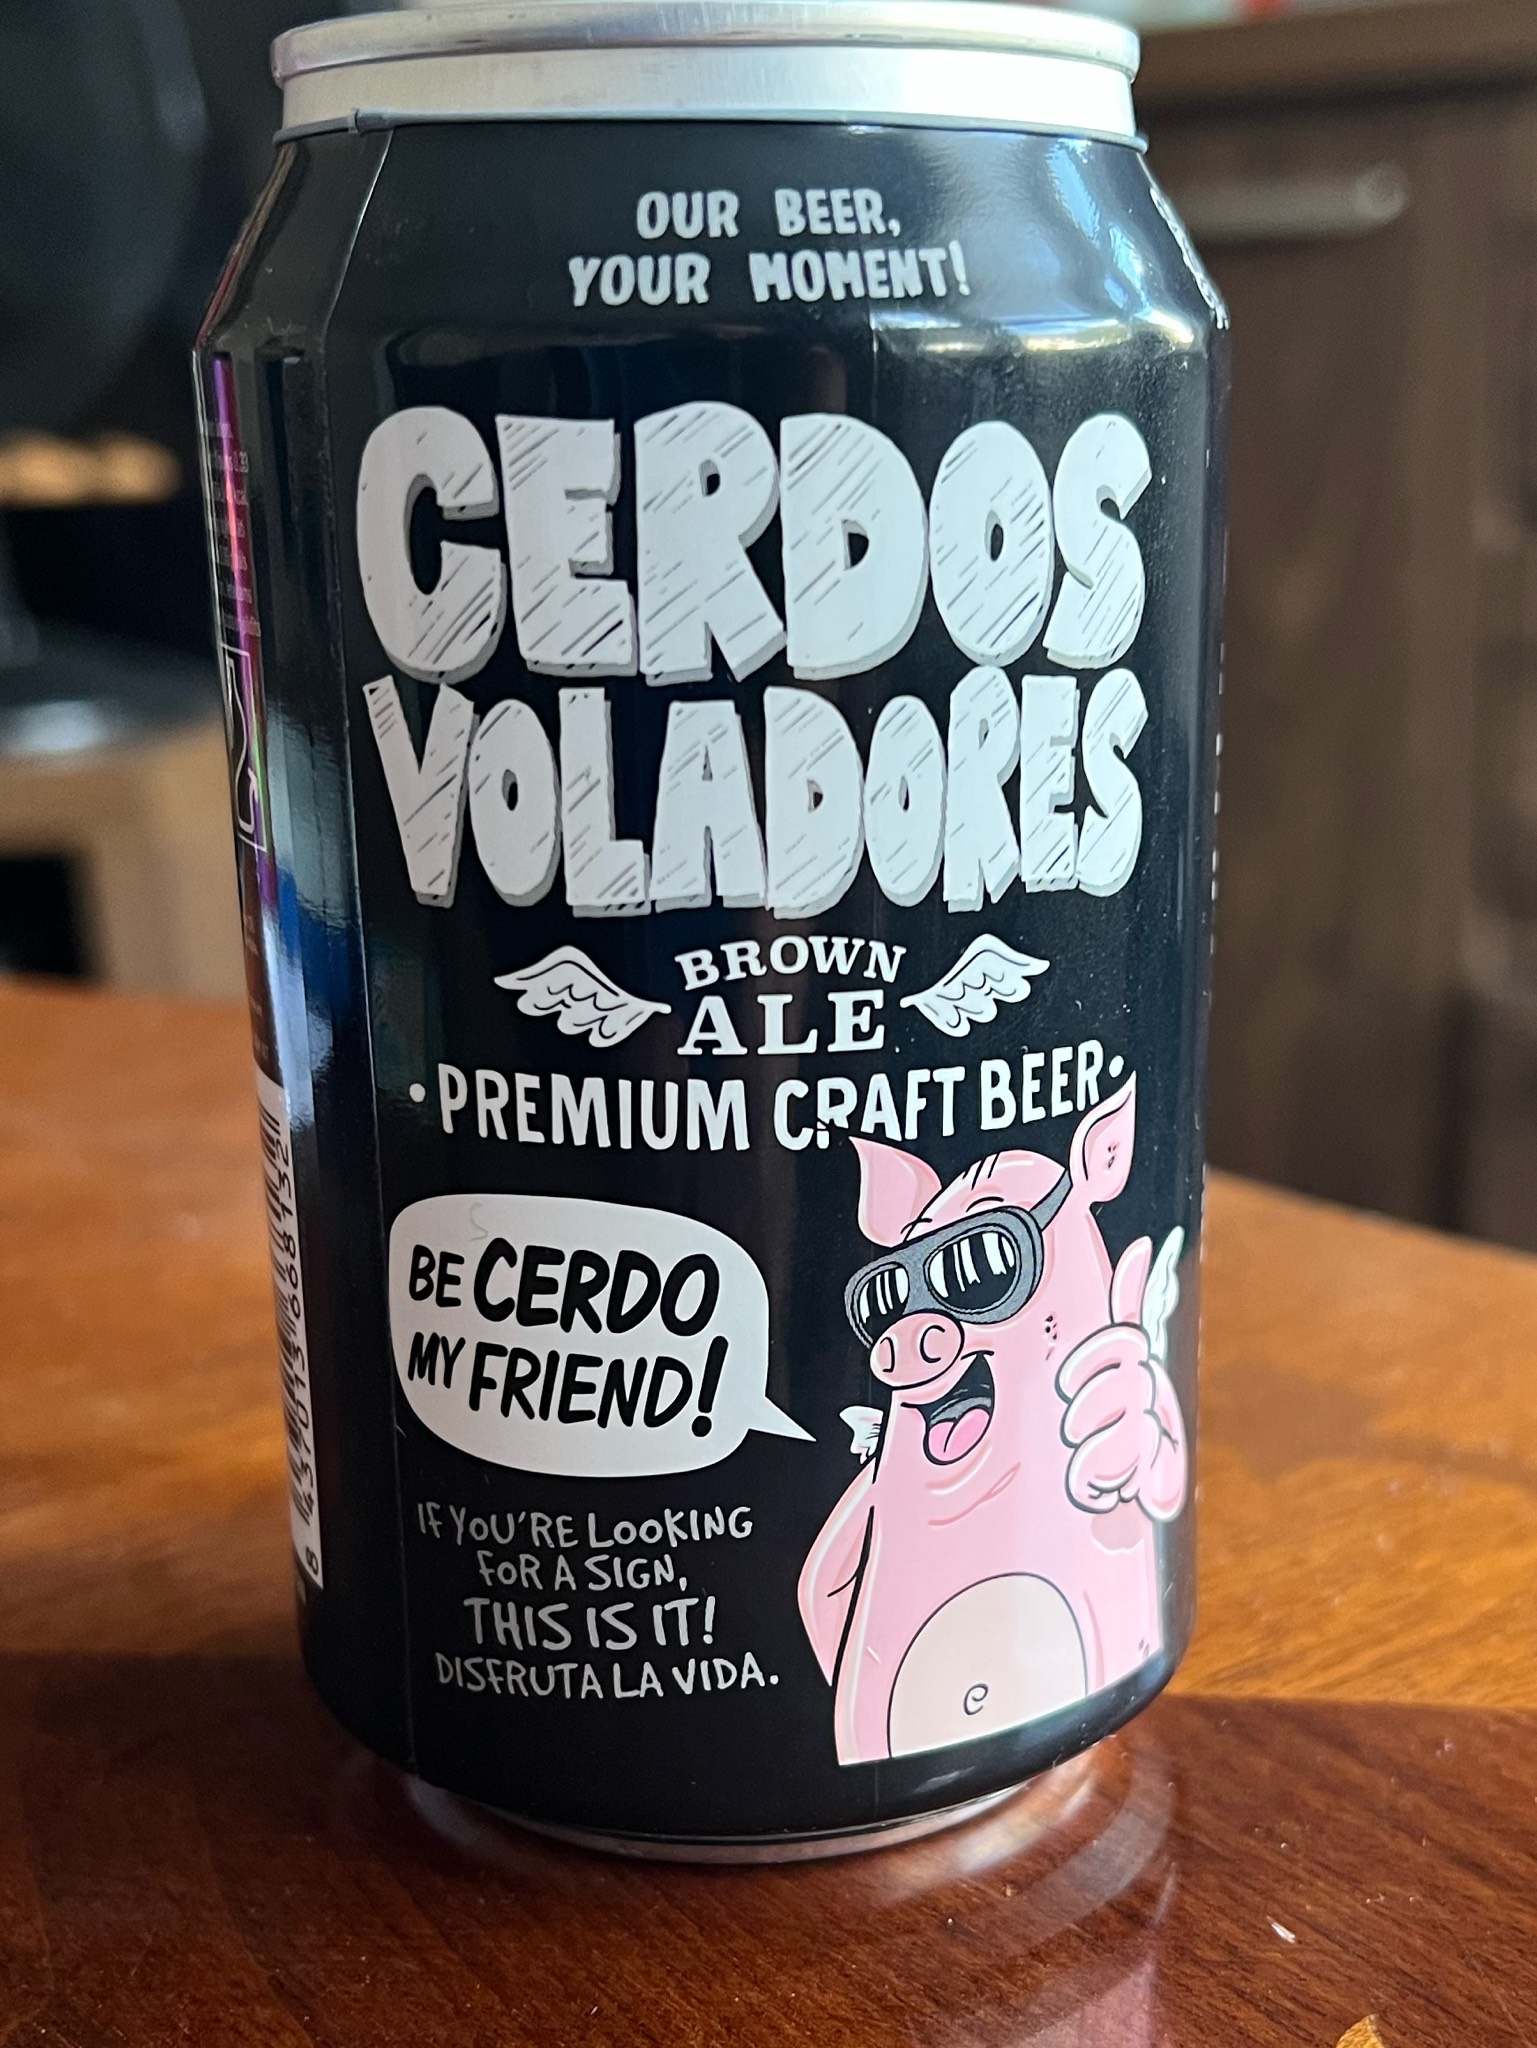 OUR BEER,
YOUR MOMENT!
CERDOS
VOLADORES
BROWN
ALE
•PREMIUM CRAFT BEER•
BE CERDO
MY FRIEND!
IF YOU'RE LOOKING
FOR A SIGN,
THIS IS IT!
DISFRUTA LA VIDA.